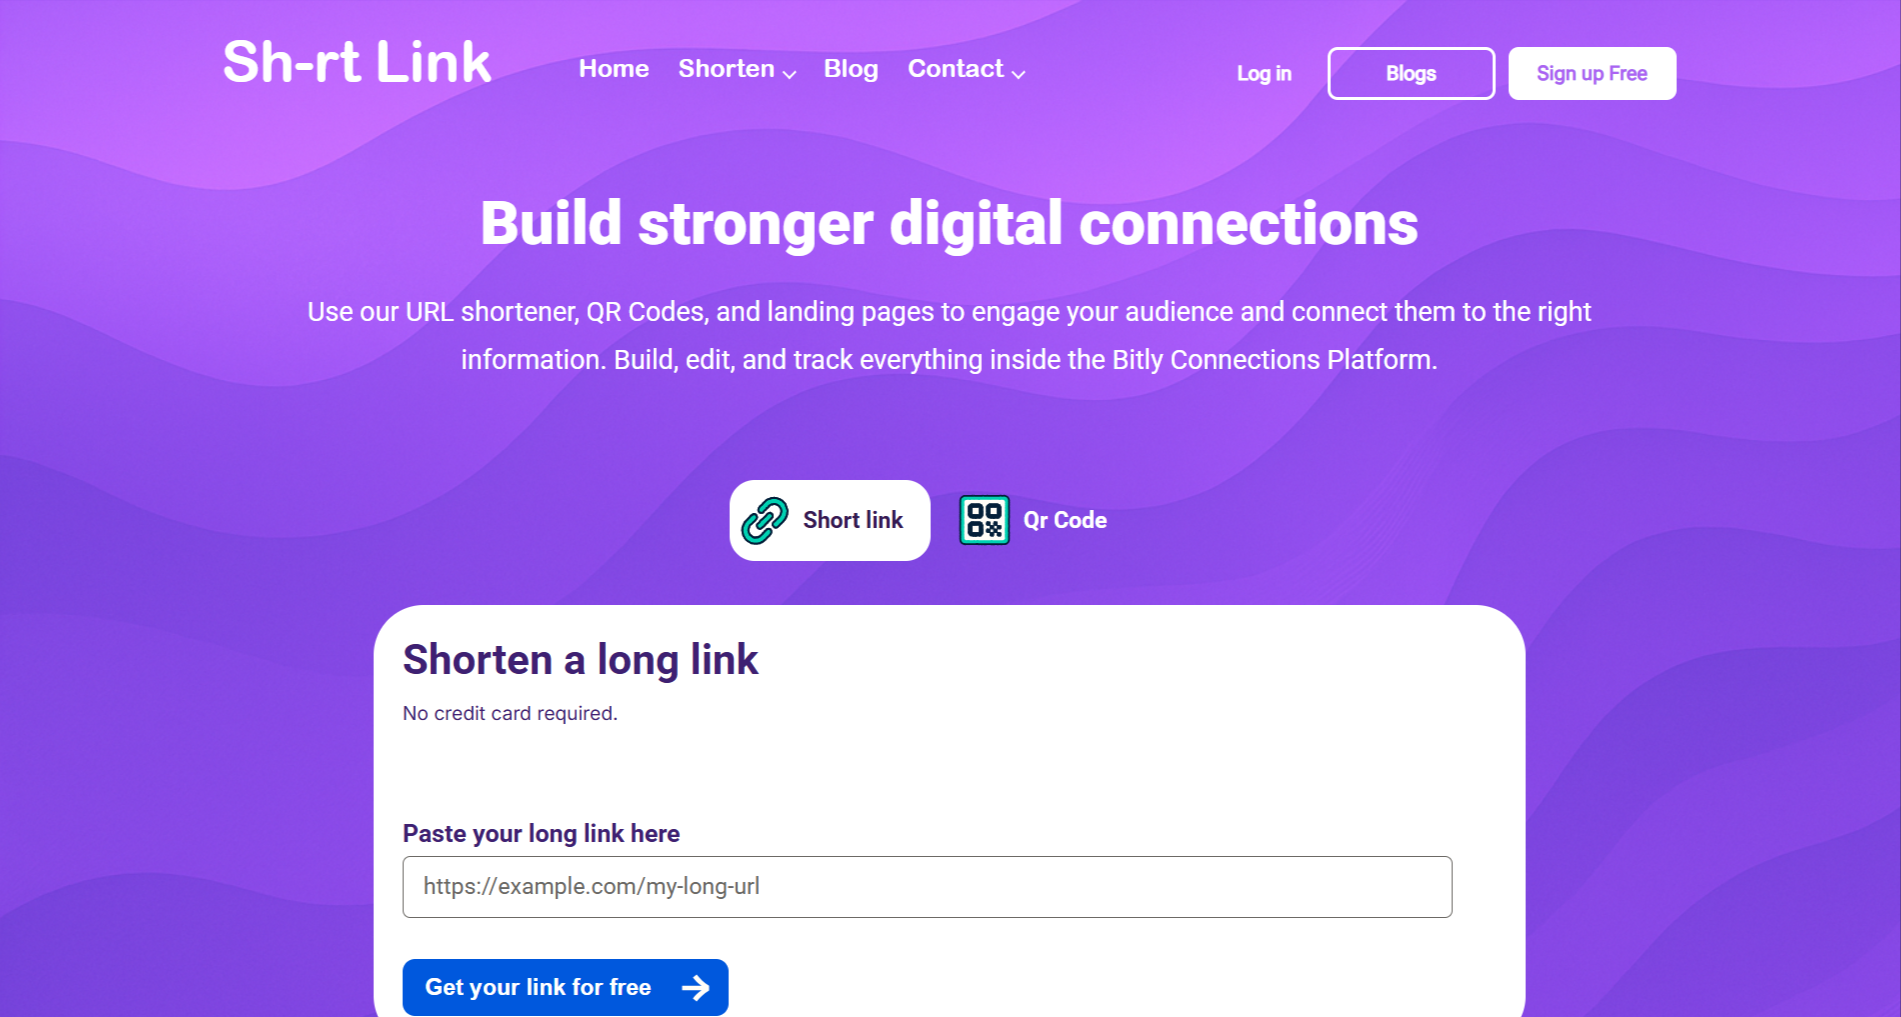 Sh-rt Link
Home Shorten Blog Contact
Log in Blogs Sign up Free
Build stronger digital connections
Use our URL shortener, QR Codes, and landing pages to engage your audience and connect them to the right
information. Build, edit, and track everything inside the Bitly Connections Platform.
Short link Qr Code
Shorten a long link
No credit card required.
Paste your long link here
https://example.com/my-long-url
Get your link for free